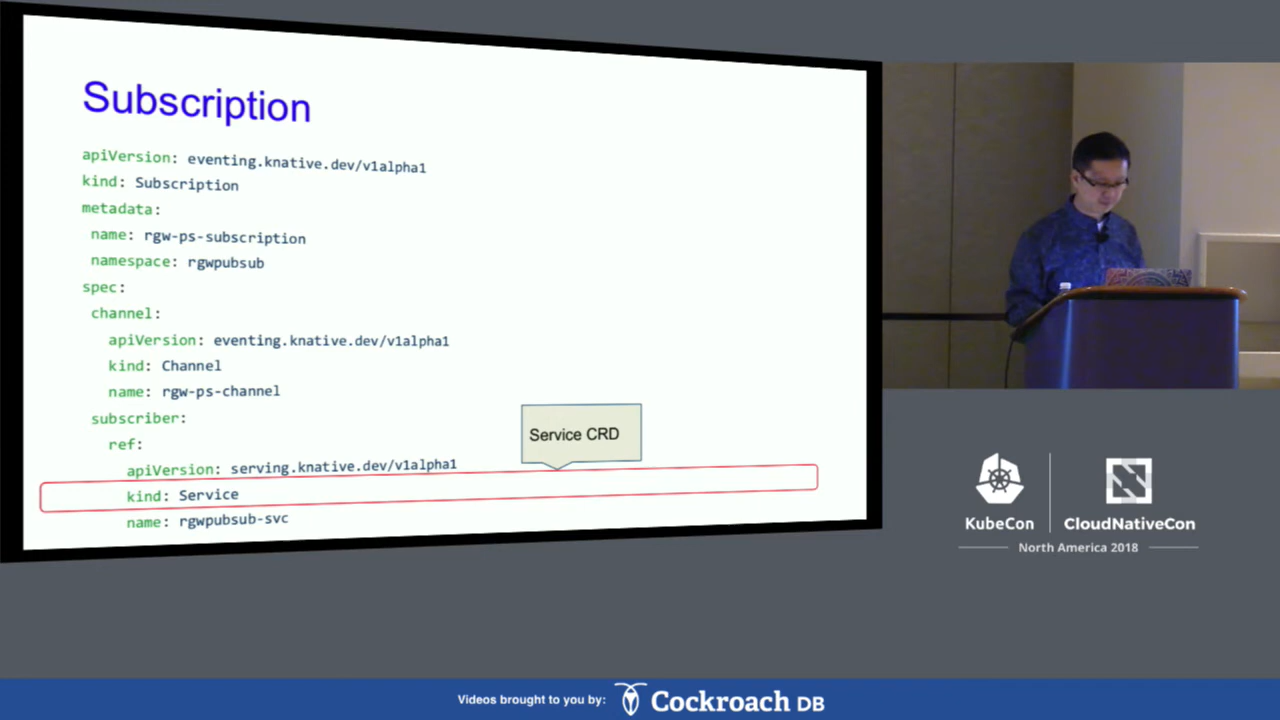 Subscription
apiVersion: eventing.knative.dev/v1alpha1
kind: Subscription
metadata:
name: rgw-ps-subscription
namespace: rgwpubsub
spec:
channel:
apiVersion: eventing.knative.dev/v1alpha1
kind: Channel
name: rgw-ps-channel
subscriber:
ref:
Service CRD
apiVersion: serving.knative.dev/v1alpha1
kind: Service
name: rgwpubsub-svc
KubeCon
CloudNativeCon
North America 2018
Videos brought to you by:
Cockroach DB